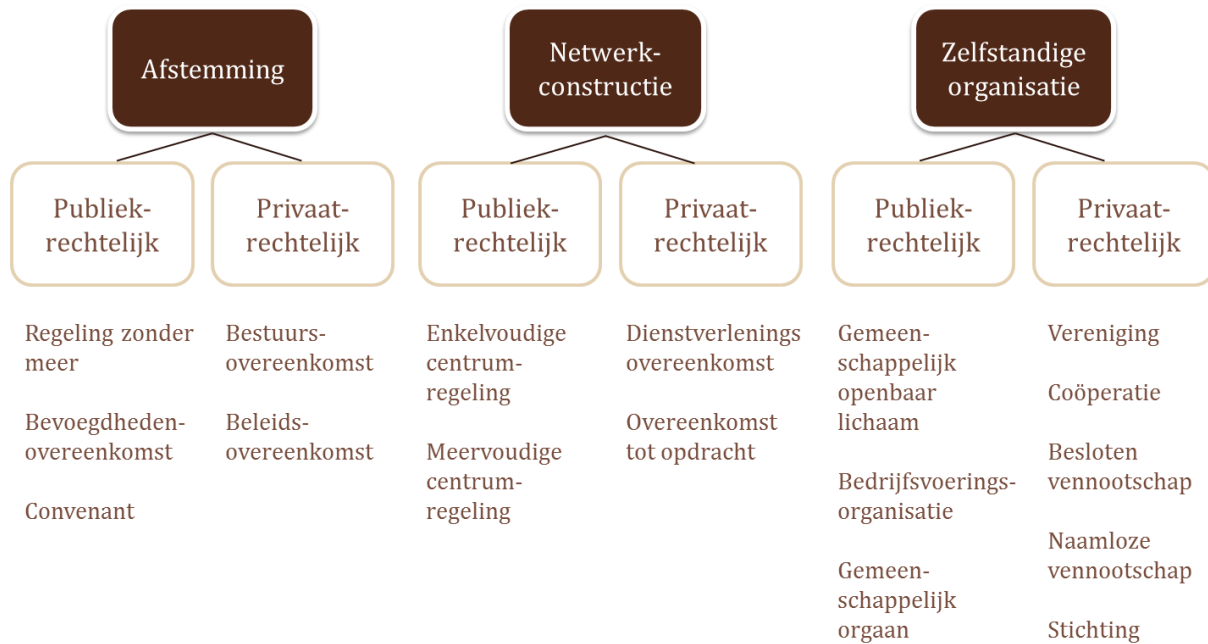 Afstemming
Publiek-
rechtelijk
Privaat-
rechtelijk
Regeling zonder
meer
Bevoegdheden-
overeenkomst
Convenant
Bestuurs-
overeenkomst
Beleids-
overeenkomst
Netwerk-
constructie
Publiek-
rechtelijk
Privaat-
rechtelijk
Enkelvoudige
centrum-
regeling
Meervoudige
centrum-
regeling
Dienstverlenings
overeenkomst
Overeenkomst
tot opdracht
Zelfstandige
organisatie
Publiek-
rechtelijk
Privaat-
rechtelijk
Gemeen-
schappelijk
openbaar
lichaam
Bedrijfsvoerings-
organisatie
Gemeen-
schappelijk
orgaan
Vereniging
Coöperatie
Besloten
vennootschap
Naamloze
vennootschap
Stichting